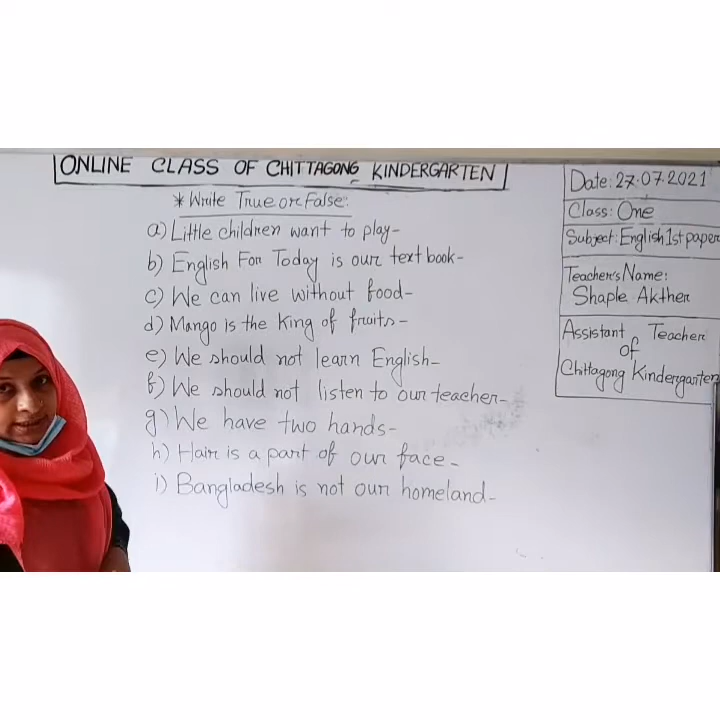 ONLINE CLASS OF CHITTAGONG KINDERGARTEN
* Write True or False:
a) Little children want to play-
b) English For Today is our text book-
c) We can live without food-
d) Mango is the King of fruits-
e) We should not learn English-
f) We should not listen to our teacher-
g) We have two hands-
h) Hair is a part of our face-
i) Bangladesh is not our homeland-
Date: 27.07.2021
Class: One
Subject: English 1st paper
Teacher's Name:
Shaple Akther
Assistant Teacher
of
Chittagong Kindergarten